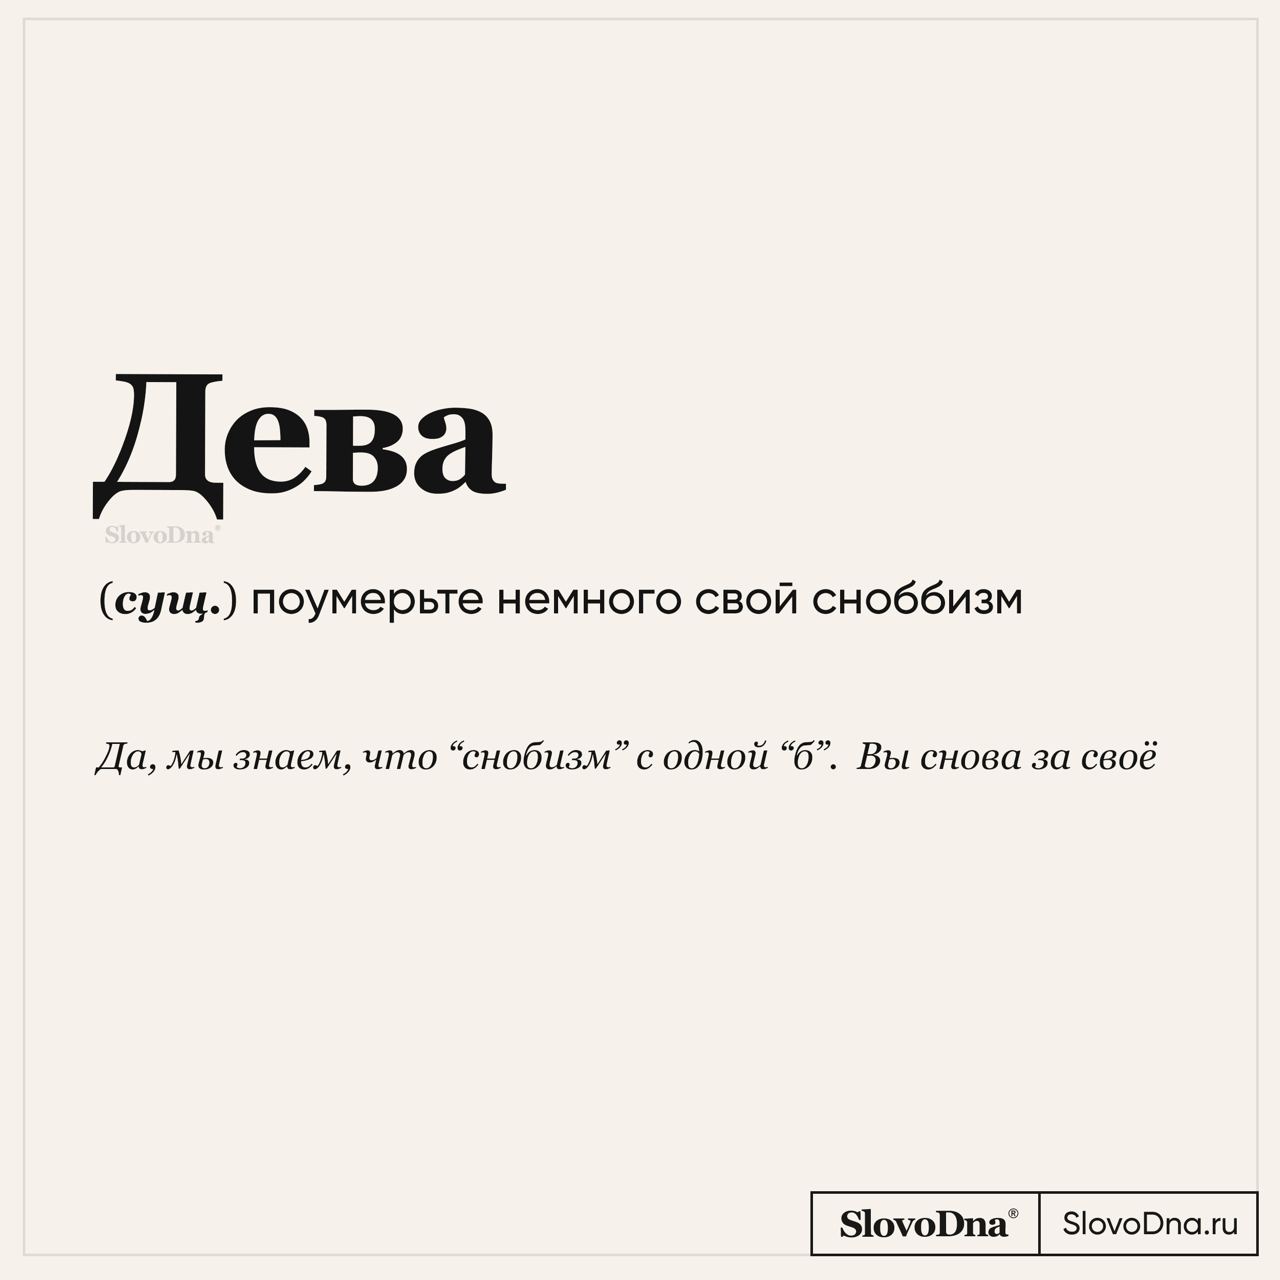 Дева
SlovoDna®
(сущ.) поумерьте немного свой сноббизм
Да, мы знаем, что “снобизм” с одной “б”.  Вы снова за своё
SlovoDna® SlovoDna.ru